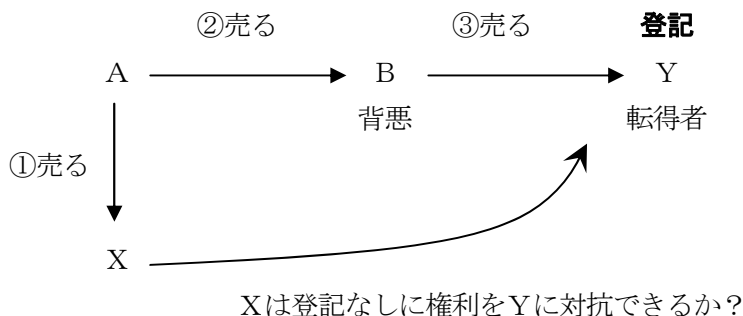 ②売る ③売る 登記
A B Y
背悪 転得者
①売る
X
Xは登記なしに権利をYに対抗できるか？